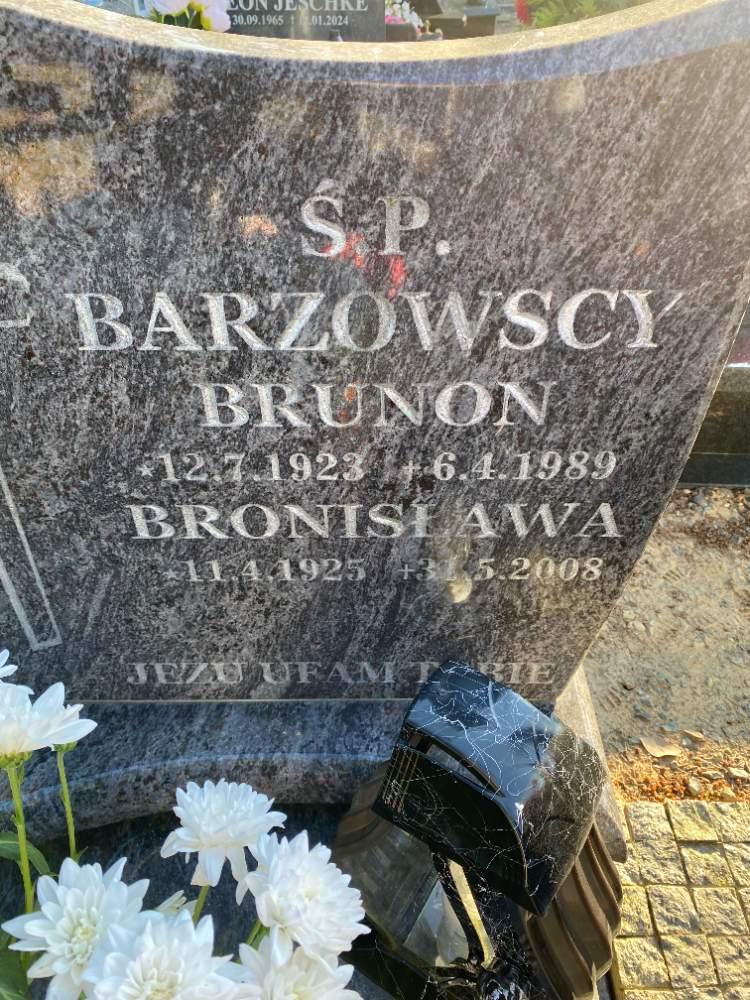 LEON JESCHKE
30.09.1965
.01.2024
Ś.P.
BARZOWSCY
BRUNON
*12.7.1923 +6.4.1989
BRONISŁAWA
*11.4.1925 +31.5.2008
JEZU UFAM TOBIE